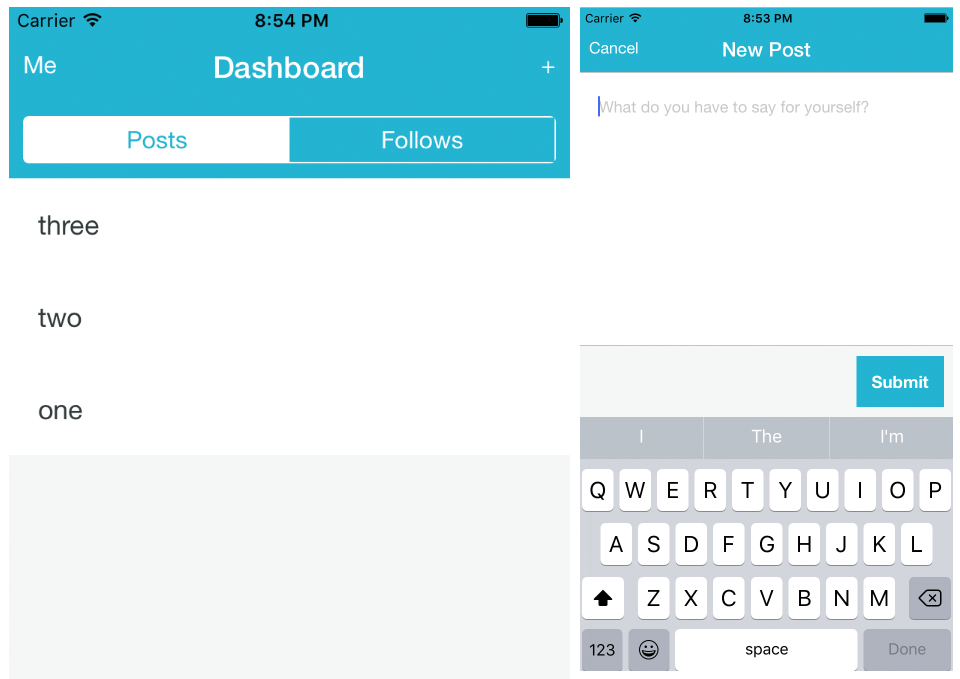 Carrier 8:54 PM
Me Dashboard +
Posts Follows
three
two
one
Carrier 8:53 PM
Cancel New Post
What do you have to say for yourself?
Submit
I The I'm
Q W E R T Y U I O P
A S D F G H J K L
Z X C V B N M
123 space Done